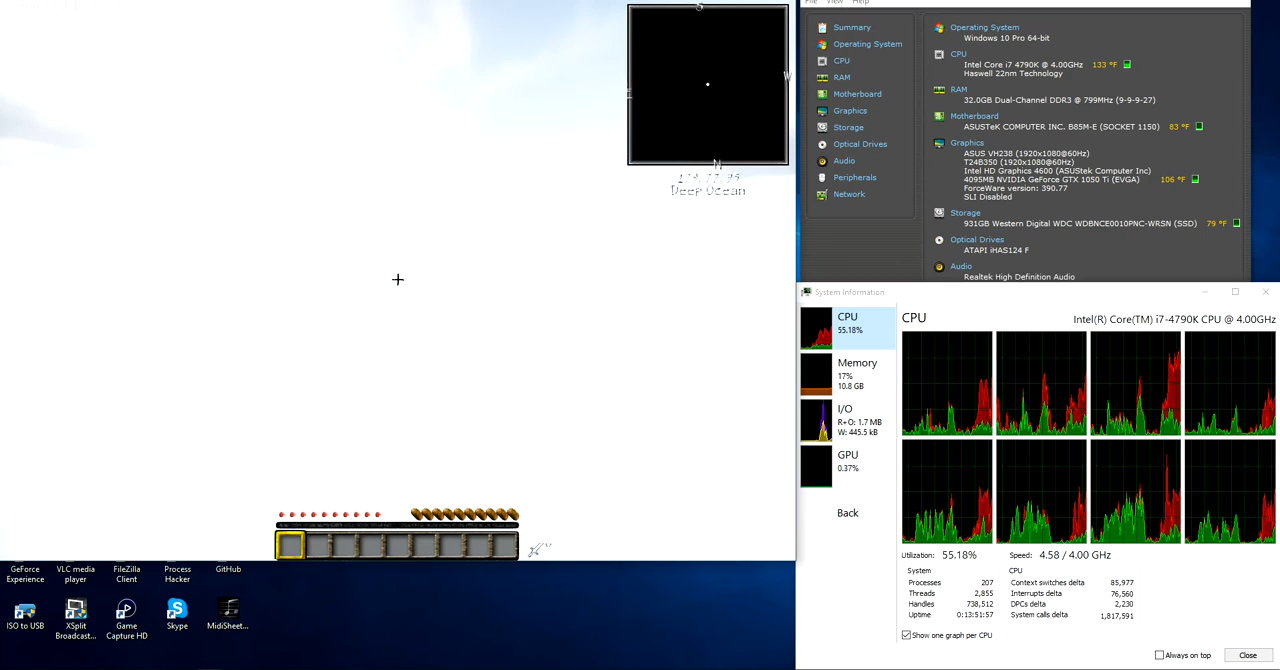 S
W
N
Deep Ocean
File View Help
Summary
Operating System
CPU
RAM
Motherboard
Graphics
Storage
Optical Drives
Audio
Peripherals
Network
Operating System
Windows 10 Pro 64-bit
CPU
Intel Core i7 4790K @ 4.00GHz 133 °F
Haswell 22nm Technology
RAM
32.0GB Dual-Channel DDR3 @ 799MHz (9-9-9-27)
Motherboard
ASUSTeK COMPUTER INC. B85M-E (SOCKET 1150) 83 °F
Graphics
ASUS VH238 (1920x1080@60Hz)
T24B350 (1920x1080@60Hz)
Intel HD Graphics 4600 (ASUStek Computer Inc)
4095MB NVIDIA GeForce GTX 1050 Ti (EVGA) 106 °F
ForceWare version: 390.77
SLI Disabled
Storage
931GB Western Digital WDC WDBNCE0010PNC-WRSN (SSD) 79 °F
Optical Drives
ATAPI iHAS124 F
Audio
Realtek High Definition Audio
System Information
CPU
55.18%
Memory
17%
10.8 GB
I/O
R+O: 1.7 MB
W: 445.5 kB
GPU
0.37%
Back
CPU Intel(R) Core(TM) i7-4790K CPU @ 4.00GHz
Utilization: 55.18% Speed: 4.58 / 4.00 GHz
System
Processes 207
Threads 2,855
Handles 738,512
Uptime 0:13:51:57
CPU
Context switches delta 85,977
Interrupts delta 76,560
DPCs delta 2,230
System calls delta 1,817,591
Show one graph per CPU
Always on top
Close
GeForce Experience
VLC media player
FileZilla Client
Process Hacker
GitHub
ISO to USB
XSplit Broadcast...
Game Capture HD
Skype
MidiSheet...